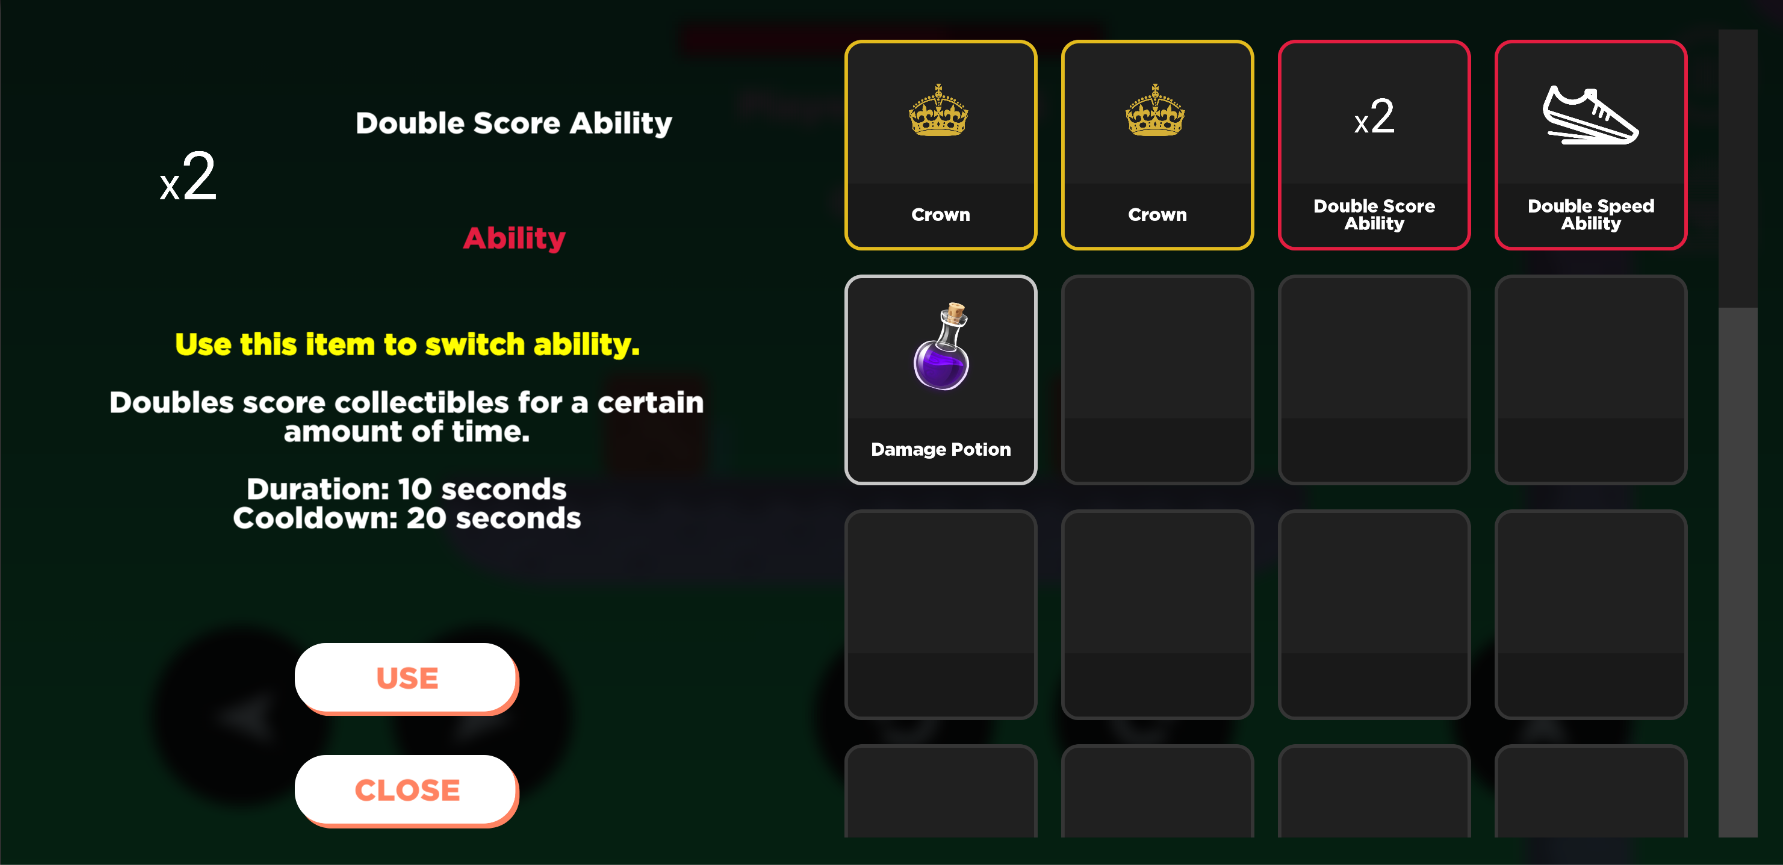 Double Score Ability
x2
Ability
Use this item to switch ability.
Doubles score collectibles for a certain
amount of time.
Duration: 10 seconds
Cooldown: 20 seconds
USE
CLOSE
Crown
Crown
x2
Double Score
Ability
Double Speed
Ability
Damage Potion